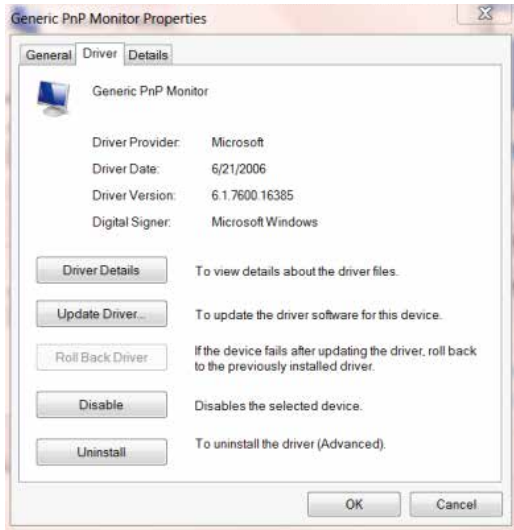 Generic PnP Monitor Properties
General Driver Details
Generic PnP Monitor
Driver Provider: Microsoft
Driver Date: 6/21/2006
Driver Version: 6.1.7600.16385
Digital Signer: Microsoft Windows
Driver Details To view details about the driver files.
Update Driver... To update the driver software for this device.
Roll Back Driver If the device fails after updating the driver, roll back
to the previously installed driver.
Disable Disables the selected device.
Uninstall To uninstall the driver (Advanced).
OK Cancel